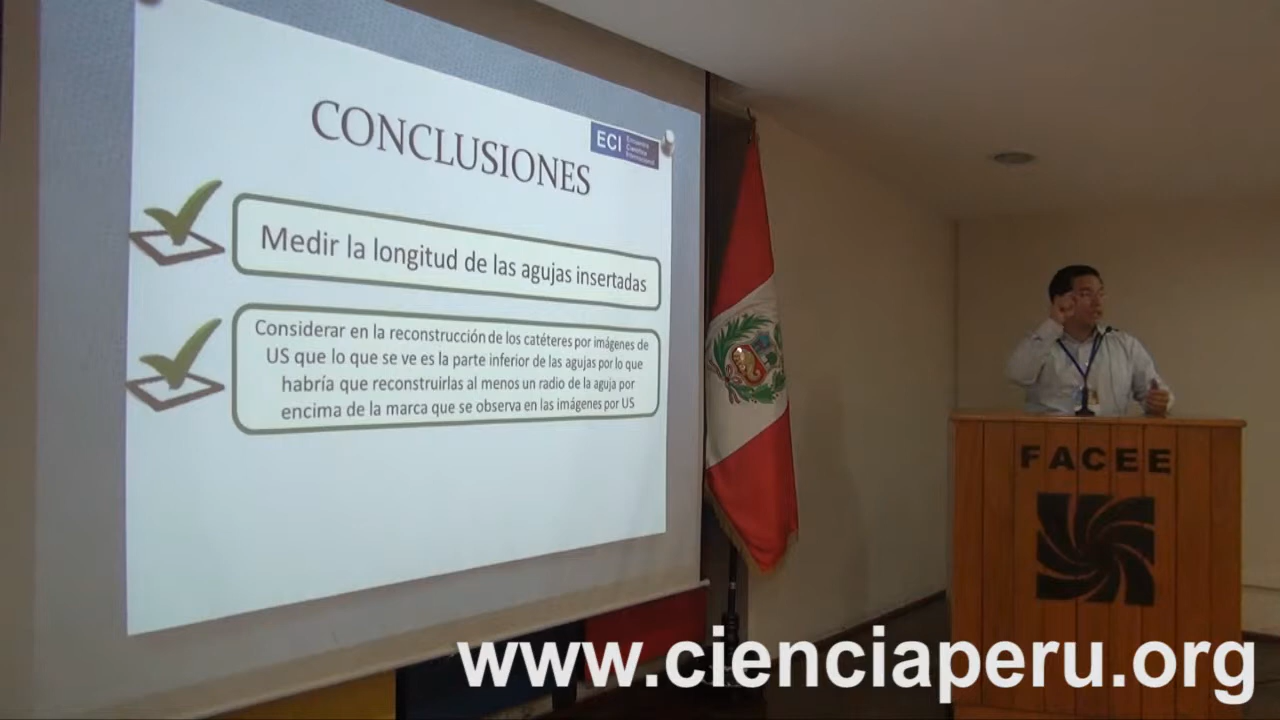 CONCLUSIONES
ECI
Encuentro
Científico
Internacional
Medir la longitud de las agujas insertadas
Considerar en la reconstrucción de los catéteres por imágenes de
US que lo que se ve es la parte inferior de las agujas por lo que
habría que reconstruirlas al menos un radio de la aguja por
encima de la marca que se observa en las imágenes por US
FACEE
www.cienciaperu.org